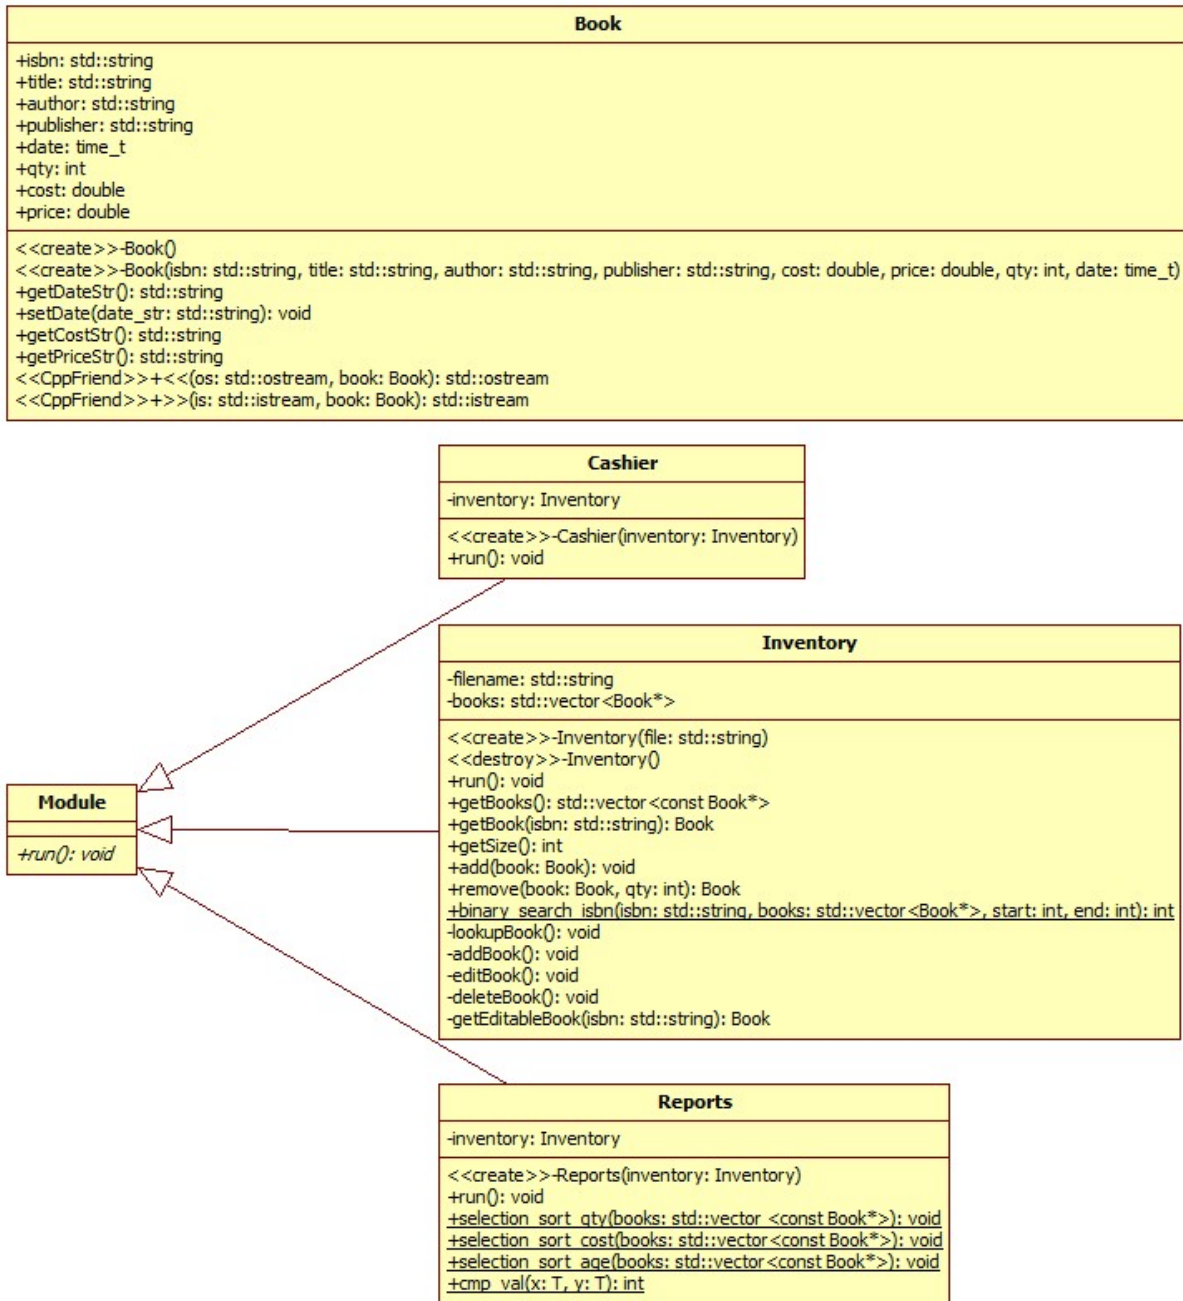 Book
+isbn: std::string
+title: std::string
+author: std::string
+publisher: std::string
+date: time_t
+qty: int
+cost: double
+price: double
<<create>>-Book()
<<create>>-Book(isbn: std::string, title: std::string, author: std::string, publisher: std::string, cost: double, price: double, qty: int, date: time_t)
+getDateStr(): std::string
+setDate(date_str: std::string): void
+getCostStr(): std::string
+getPriceStr(): std::string
<<CppFriend>>+<<(os: std::ostream, book: Book): std::ostream
<<CppFriend>>+>>(is: std::istream, book: Book): std::istream
Cashier
-inventory: Inventory
<<create>>-Cashier(inventory: Inventory)
+run(): void
Inventory
-filename: std::string
-books: std::vector<Book*>
<<create>>-Inventory(file: std::string)
<<destroy>>-Inventory()
+run(): void
+getBooks(): std::vector<const Book*>
+getBook(isbn: std::string): Book
+getSize(): int
+add(book: Book): void
+remove(book: Book, qty: int): Book
+binary_search_isbn(isbn: std::string, books: std::vector<Book*>, start: int, end: int): int
-lookupBook(): void
-addBook(): void
-editBook(): void
-deleteBook(): void
-getEditableBook(isbn: std::string): Book
Module
+run(): void
Reports
-inventory: Inventory
<<create>>-Reports(inventory: Inventory)
+run(): void
+selection_sort_qty(books: std::vector <const Book*>): void
+selection_sort_cost(books: std::vector<const Book*>): void
+selection_sort_age(books: std::vector<const Book*>): void
+cmp_val(x: T, y: T): int